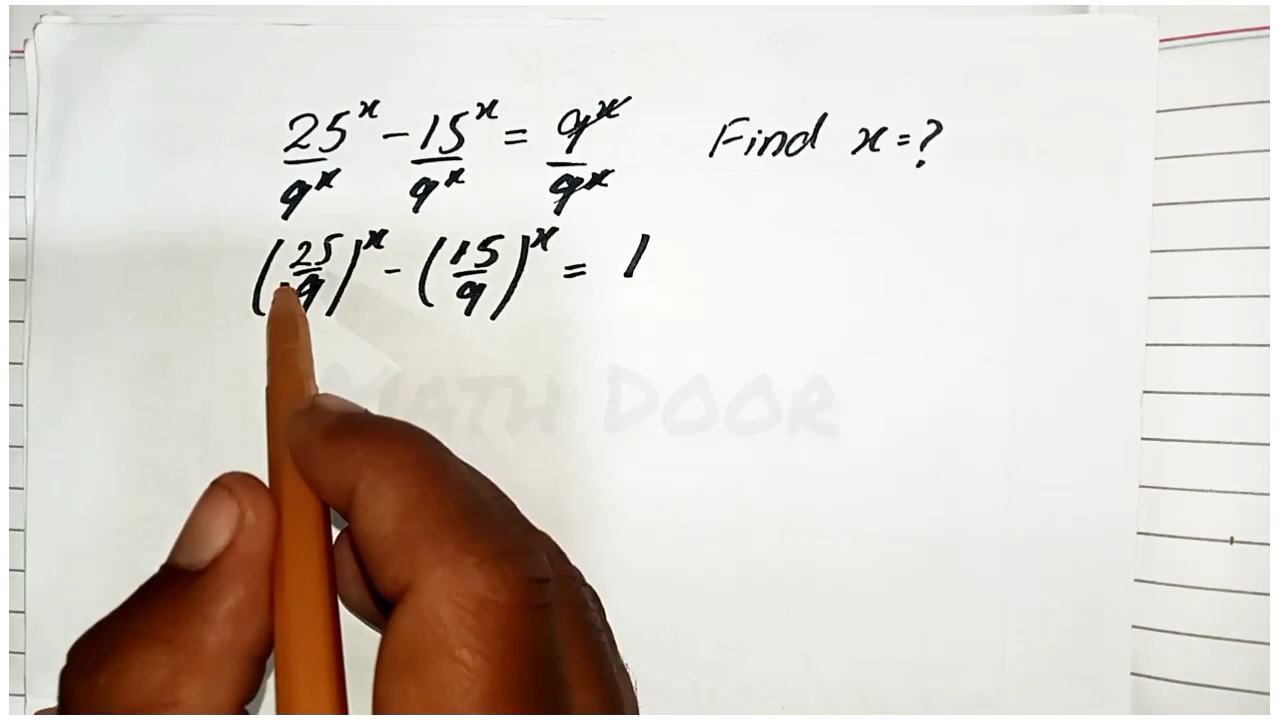 25^x/9^x - 15^x/9^x = 9^x/9^x Find x=?
(25/9)^x - (15/9)^x = 1
MATH DOOR